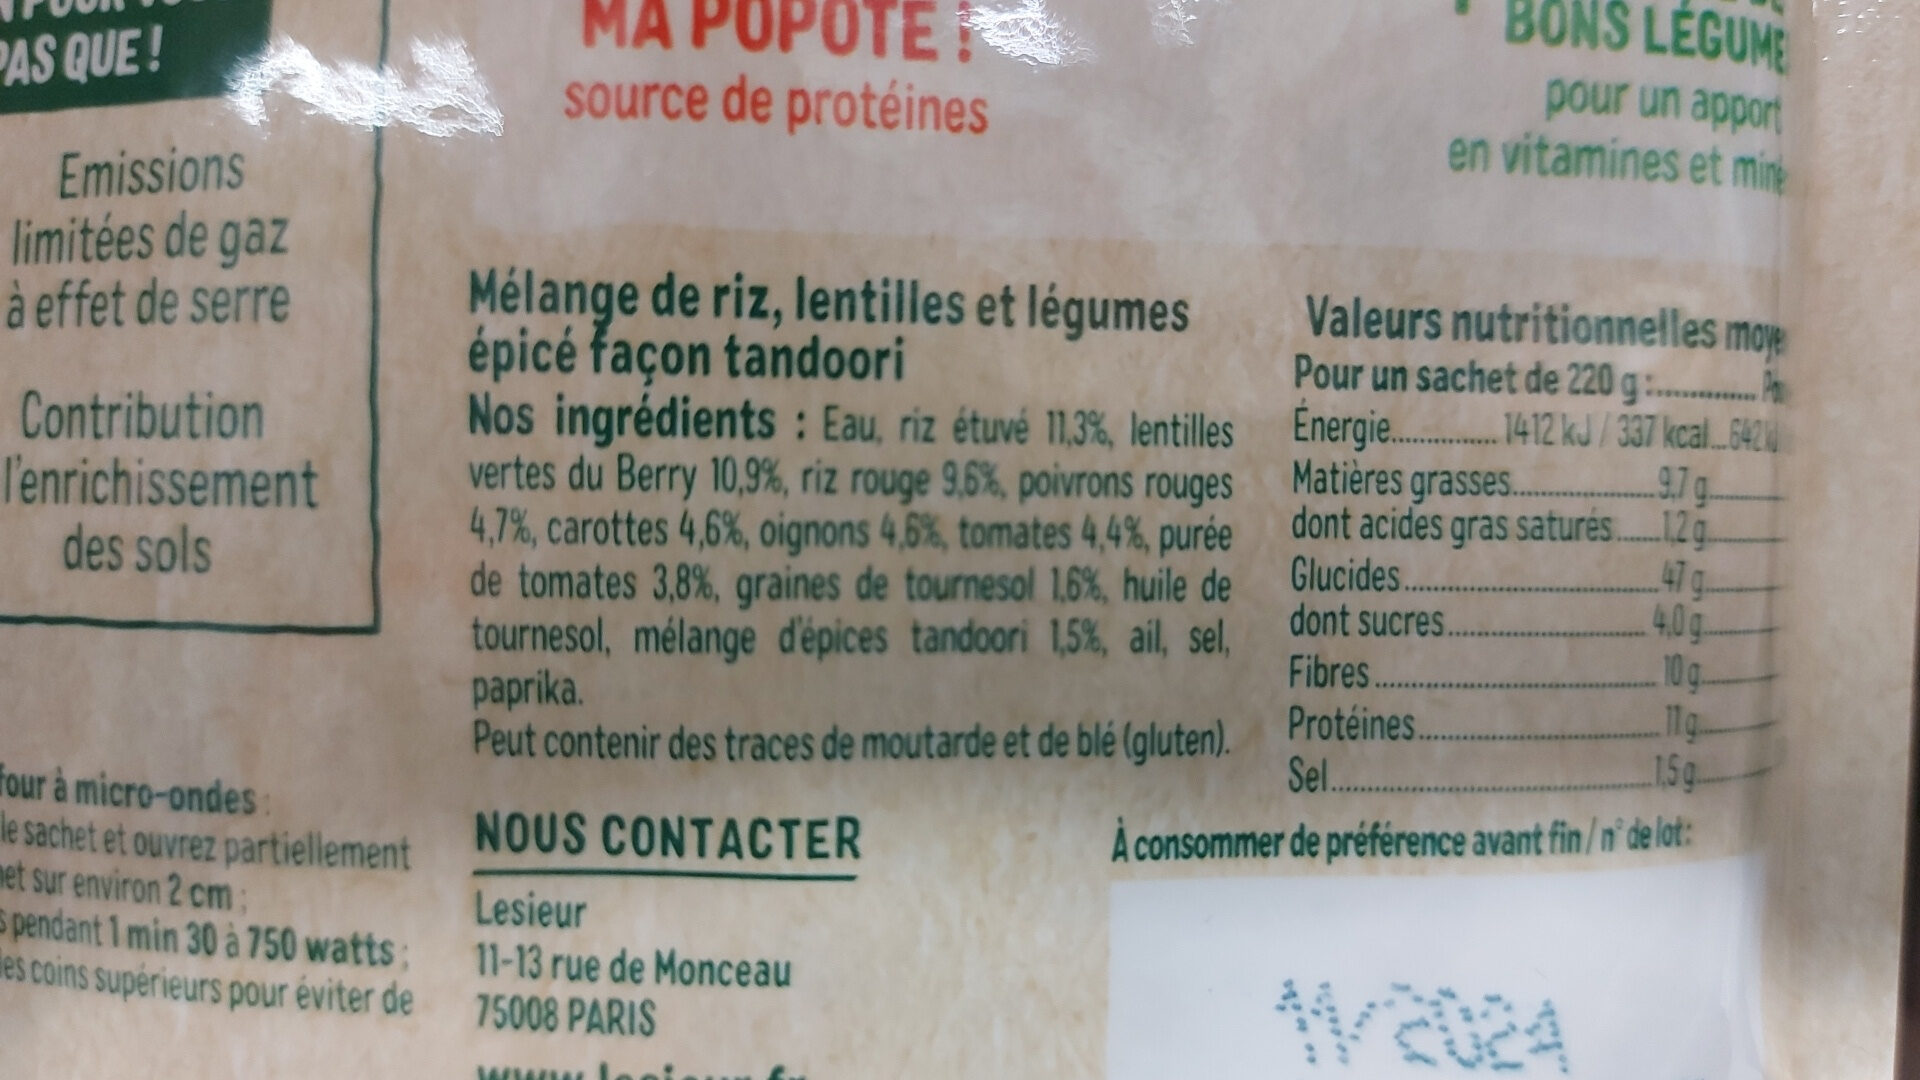 PAS QUE !
Emissions
limitées de gaz
à effet de serre
Contribution
l'enrichissement
des sols
four à micro-ondes :
le sachet et ouvrez partiellement
sur environ 2 cm ;
pendant 1 min 30 à 750 watts ;
coins supérieurs pour éviter de
MA POPOTE !
source de protéines
Mélange de riz, lentilles et légumes
épicé façon tandoori
Nos ingrédients : Eau, riz étuvé 11,3%, lentilles
vertes du Berry 10,9%, riz rouge 9,6%, poivrons rouges
4,7%, carottes 4,6%, oignons 4,6%, tomates 4,4%, purée
de tomates 3,8%, graines de tournesol 1,6%, huile de
tournesol, mélange d'épices tandoori 1,5%, ail, sel,
paprika.
Peut contenir des traces de moutarde et de blé (gluten).
NOUS CONTACTER
Lesieur
11-13 rue de Monceau
75008 PARIS
BONS LÉGUME
pour un apport
en vitamines et
Valeurs nutritionnelles
Pour un sachet de 220 g :
Énergie.............. 1412 kJ / 337 kcal...642
Matières grasses.............. 9,7 g
dont acides gras saturés...... 1,2 g
Glucides.............. 47 g
dont sucres.............. 4,0 g
Fibres.............. 10 g
Protéines.............. 11 g
Sel.............. 1,5 g
À consommer de préférence avant fin / n° de lot :